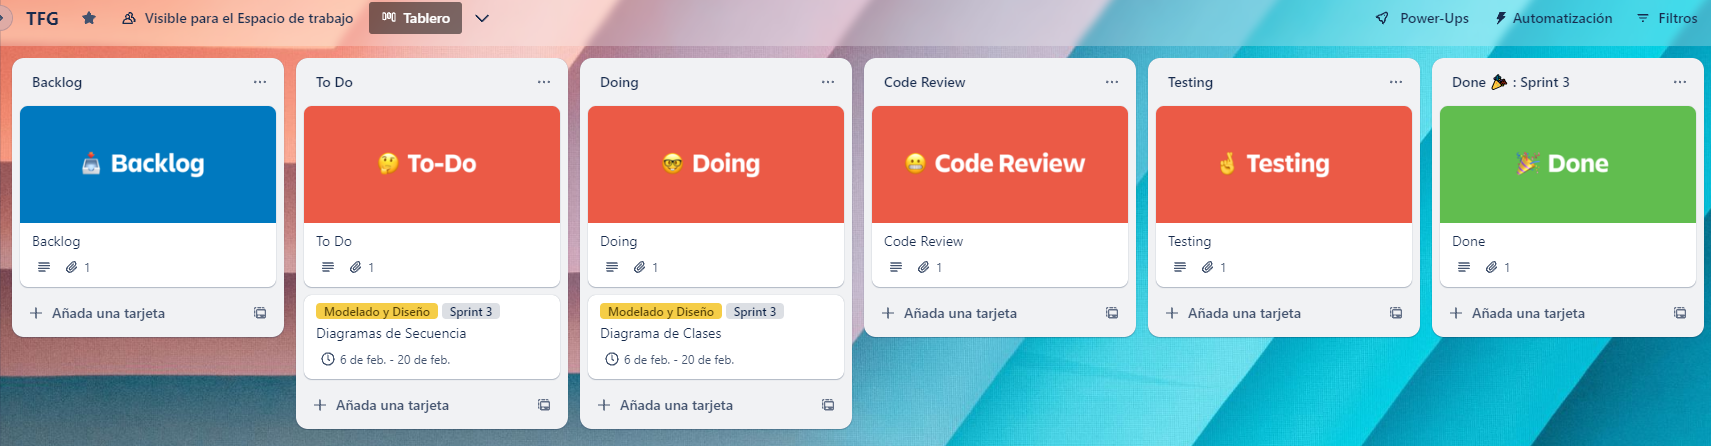 TFG
Visible para el Espacio de trabajo
Tablero
Power-Ups
Automatización
Filtros
Backlog
Backlog
Backlog
1
Añada una tarjeta
To Do
To-Do
To Do
1
Modelado y Diseño
Sprint 3
Diagramas de Secuencia
6 de feb. - 20 de feb.
Añada una tarjeta
Doing
Doing
Doing
1
Modelado y Diseño
Sprint 3
Diagrama de Clases
6 de feb. - 20 de feb.
Añada una tarjeta
Code Review
Code Review
Code Review
1
Añada una tarjeta
Testing
Testing
Testing
1
Añada una tarjeta
Done 🎉 : Sprint 3
Done
Done
1
Añada una tarjeta